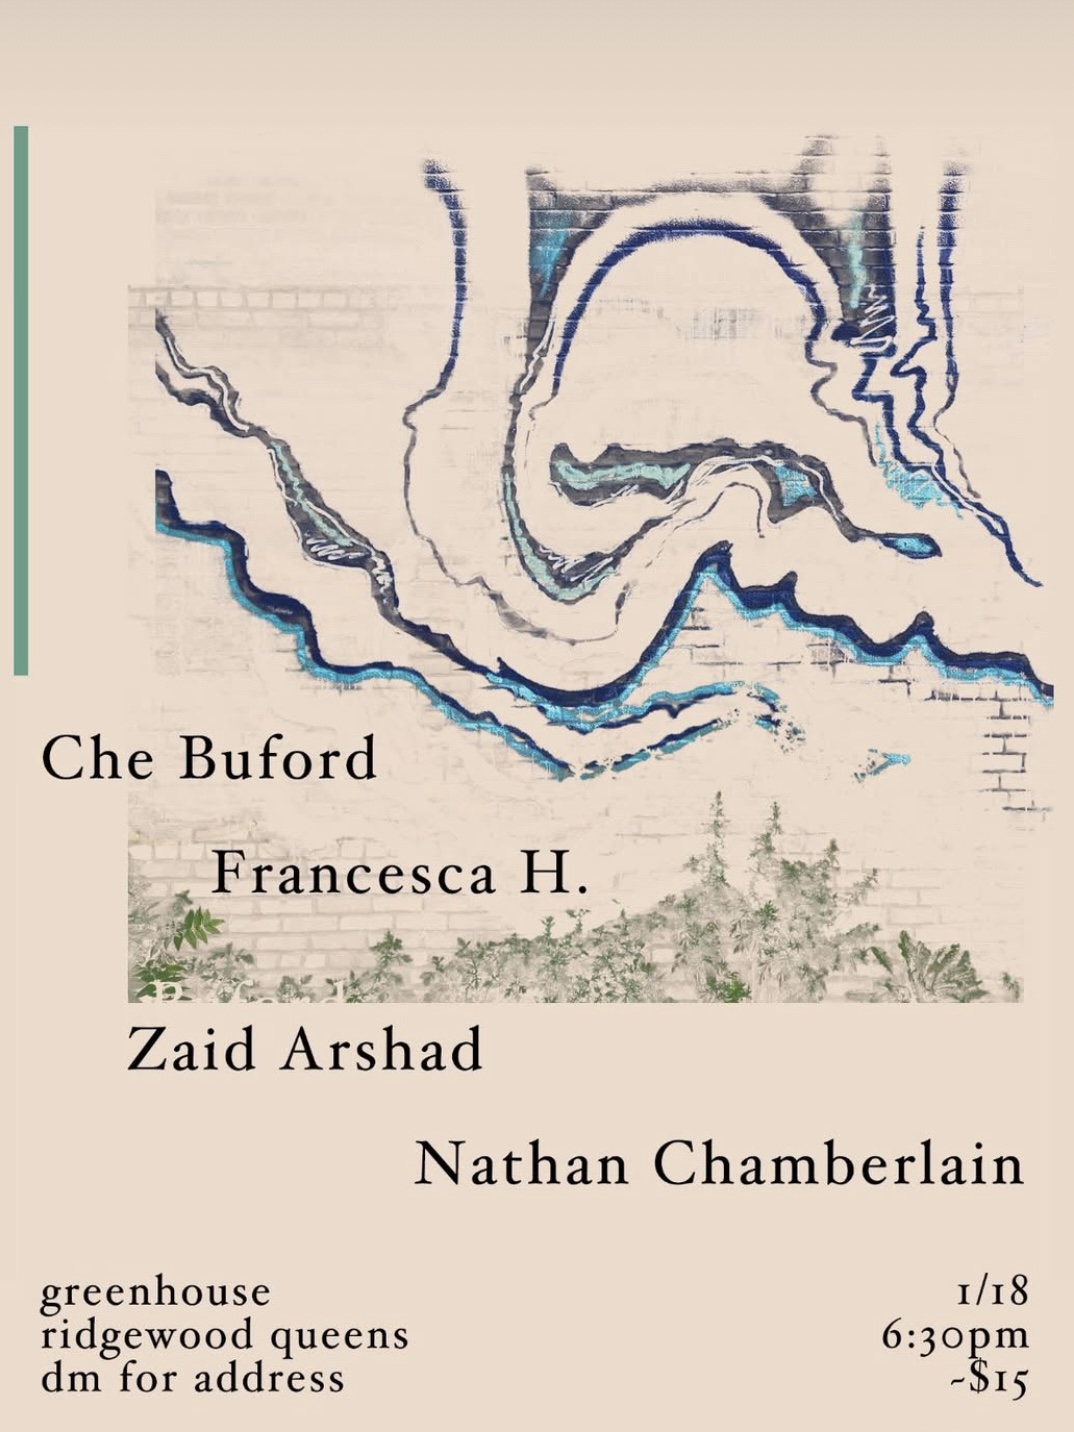 Che Buford
Francesca H.
Zaid Arshad
Nathan Chamberlain
greenhouse
ridgewood queens
dm for address
1/18
6:30pm
~$15